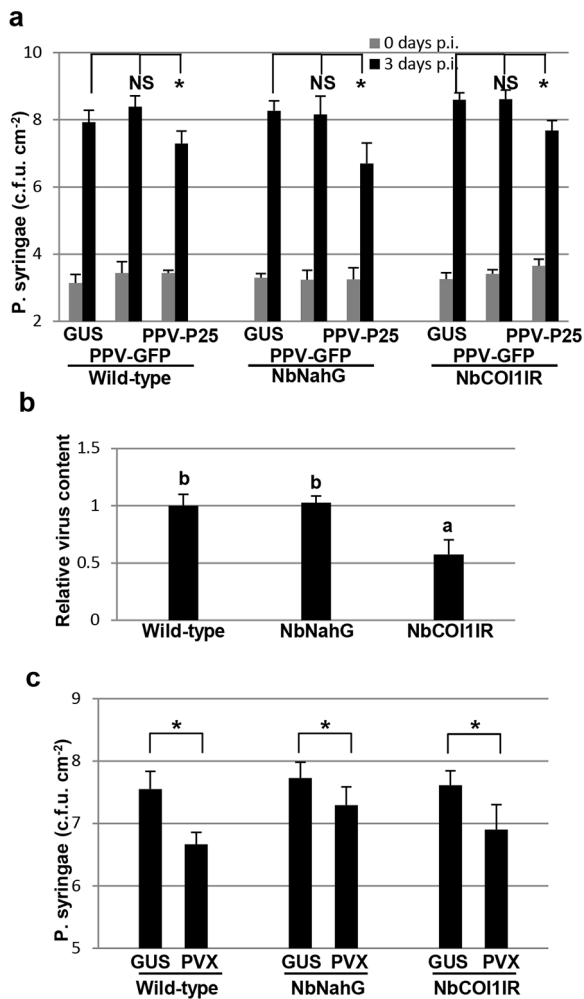 a
0 days p.i.
3 days p.i.
NS * NS * NS *
P. syringae (c.f.u. cm-2)
10
8
6
4
2
GUS PPV-P25 GUS PPV-P25 GUS PPV-P25
PPV-GFP PPV-GFP PPV-GFP
Wild-type NbNahG NbCOI1IR
b
Relative virus content
1.5
1
0.5
0
b b a
Wild-type NbNahG NbCOI1IR
c
P. syringae (c.f.u. cm-2)
9
8
7
6
5
* * *
GUS PVX GUS PVX GUS PVX
Wild-type NbNahG NbCOI1IR